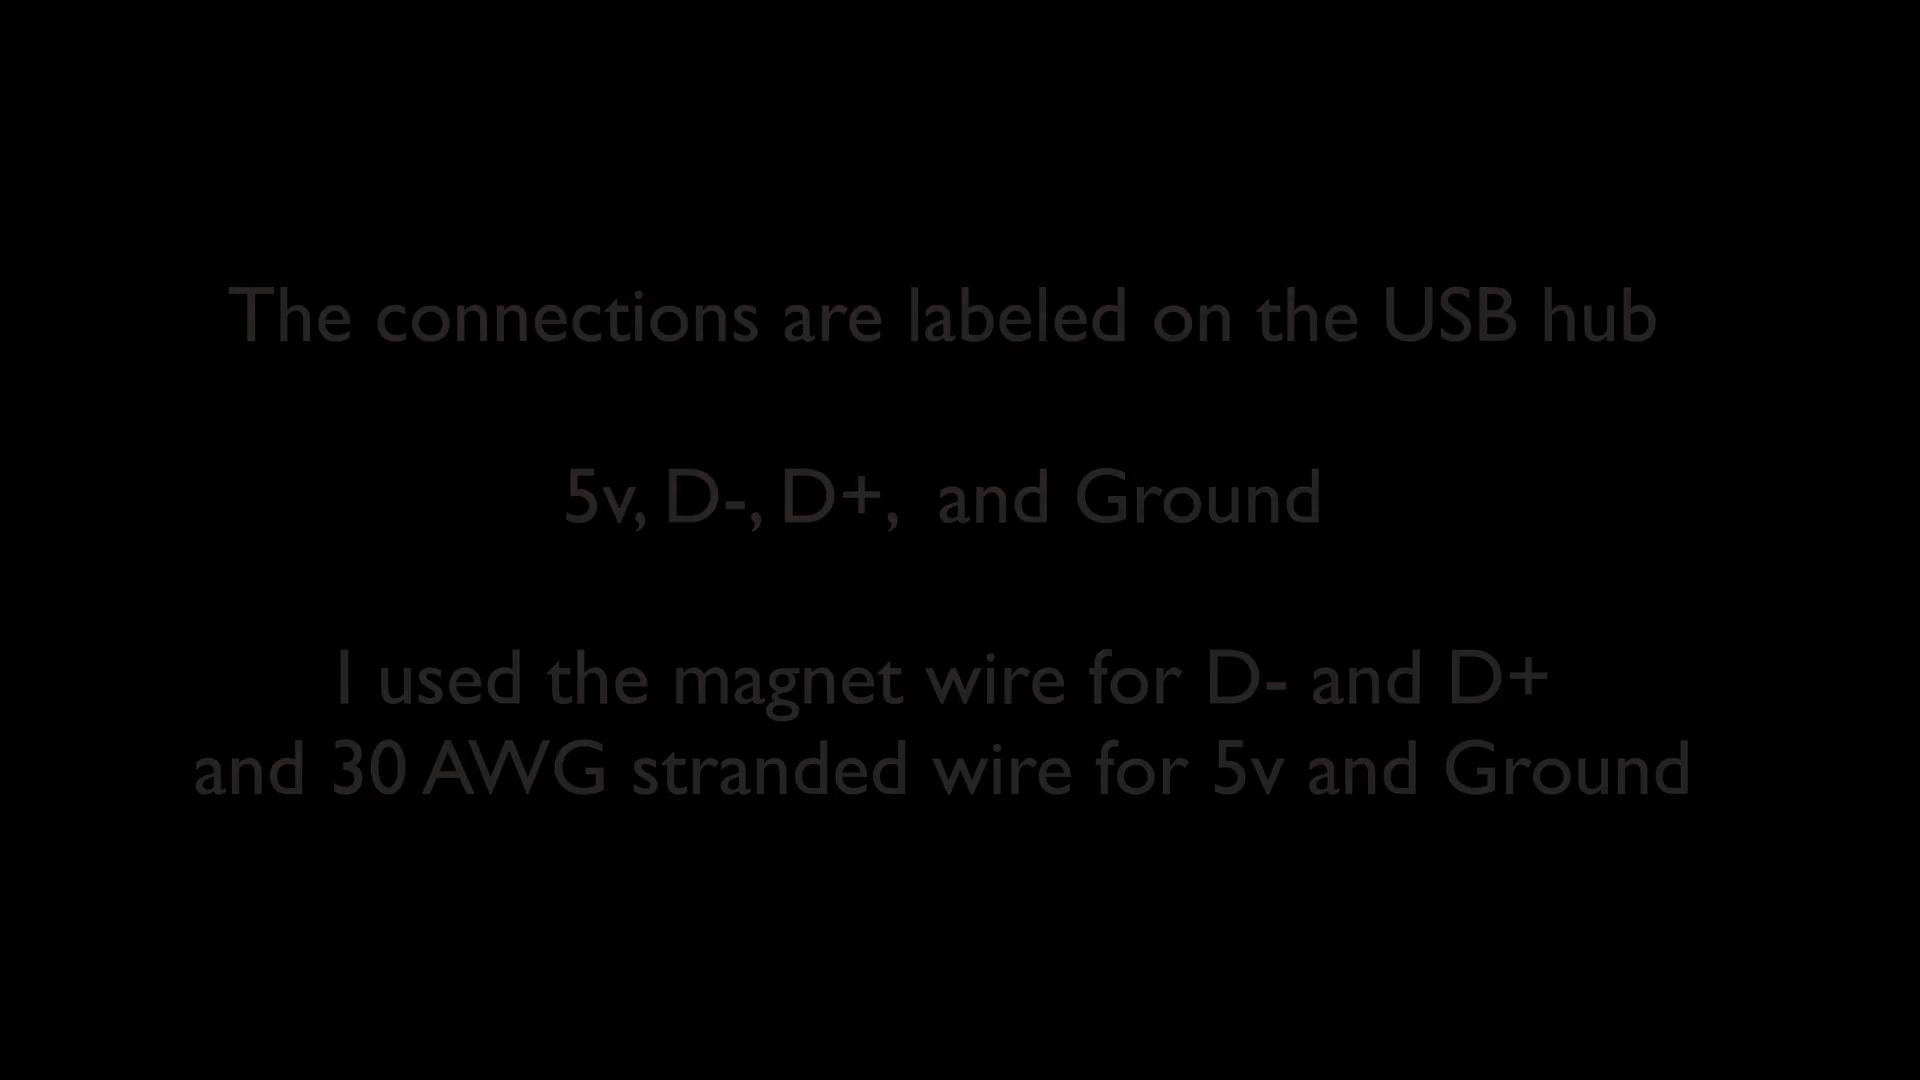 The connections are labeled on the USB hub
5v, D-, D+, and Ground
I used the magnet wire for D- and D+
and 30 AWG stranded wire for 5v and Ground